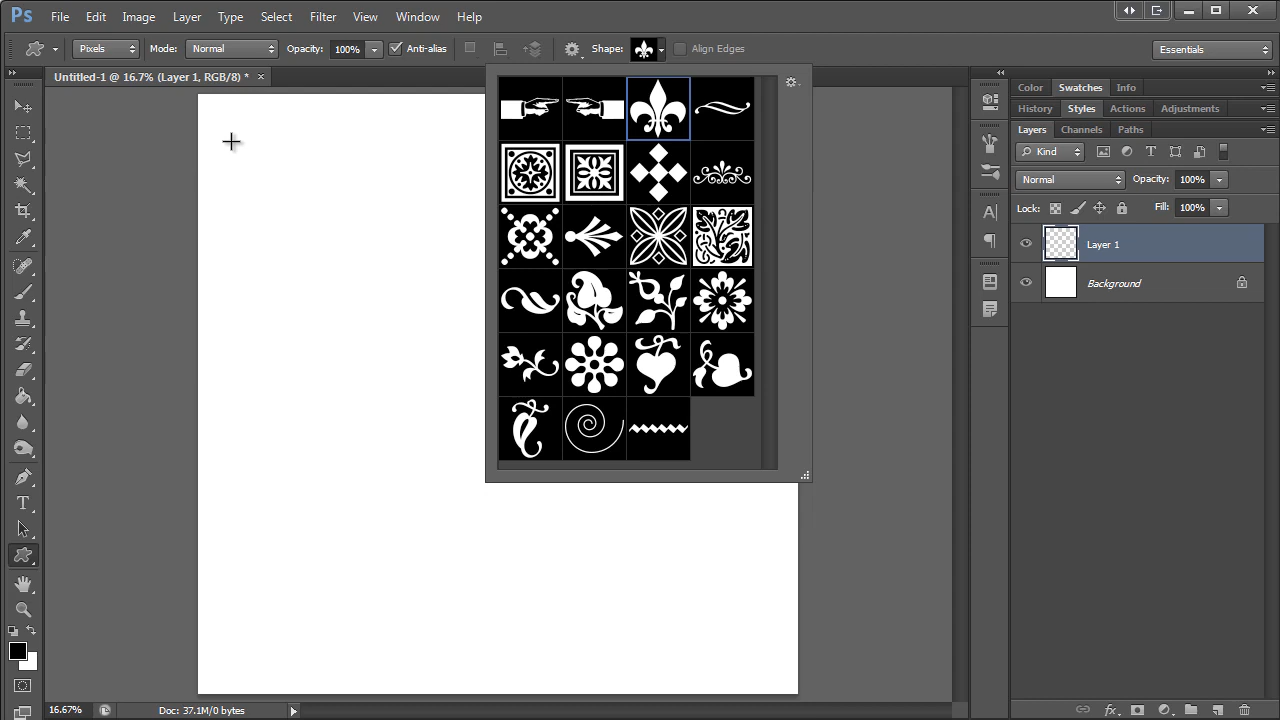 Ps File Edit Image Layer Type Select Filter View Window Help
Pixels Mode: Normal Opacity: 100% Anti-alias Shape: Align Edges Essentials
Untitled-1 @ 16.7% (Layer 1, RGB/8) * ×
Color Swatches Info
History Styles Actions Adjustments
Layers Channels Paths
Kind T
Normal Opacity: 100%
Lock: Fill: 100%
Layer 1
Background
A
T
16.67% Doc: 37.1M/0 bytes
fx